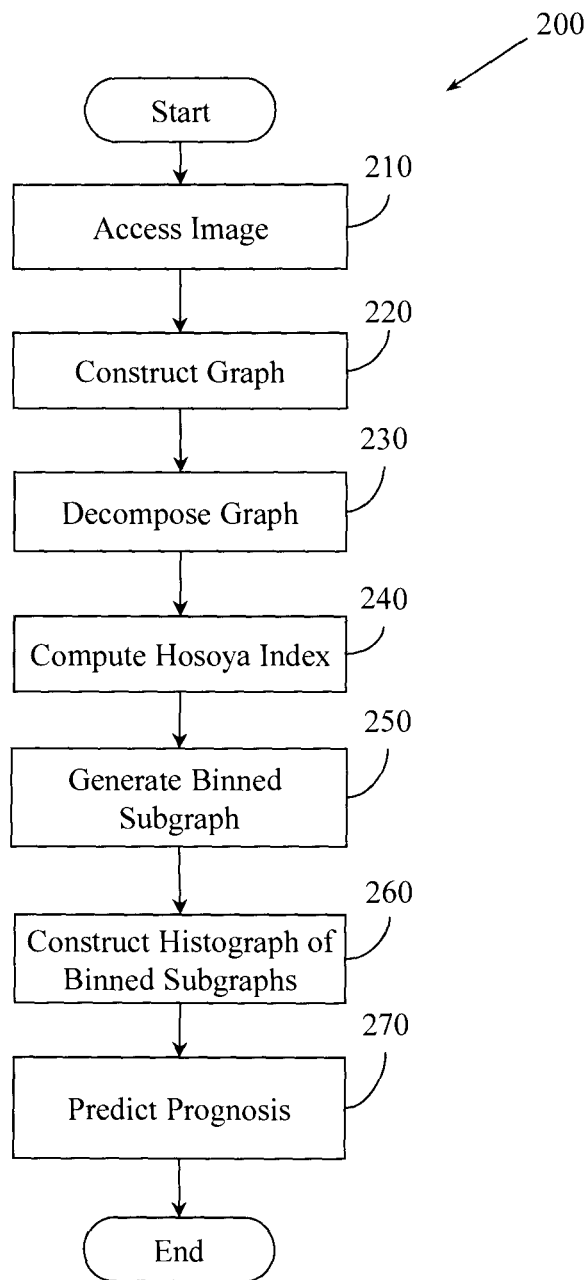 200
Start
210
Access Image
220
Construct Graph
230
Decompose Graph
240
Compute Hosoya Index
250
Generate Binned
Subgraph
260
Construct Histograph of
Binned Subgraphs
270
Predict Prognosis
End